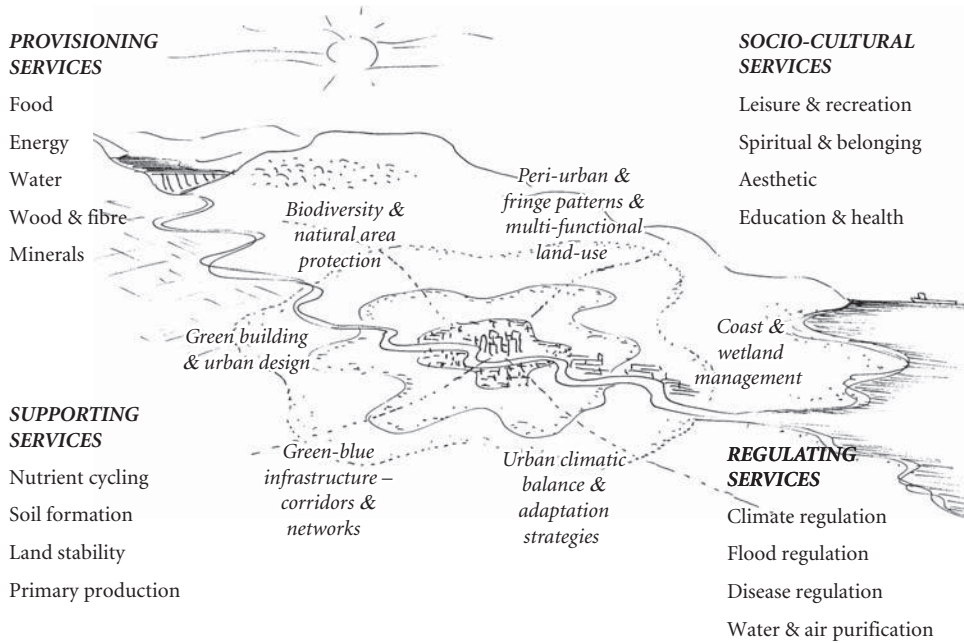 PROVISIONING
SERVICES
Food
Energy
Water
Wood & fibre
Minerals
SOCIO-CULTURAL
SERVICES
Leisure & recreation
Spiritual & belonging
Aesthetic
Education & health
Biodiversity &
natural area
protection
Peri-urban &
fringe patterns &
multi-functional
land-use
Green building
& urban design
Coast &
wetland
management
Green-blue
infrastructure –
corridors &
networks
Urban climatic
balance &
adaptation
strategies
SUPPORTING
SERVICES
Nutrient cycling
Soil formation
Land stability
Primary production
REGULATING
SERVICES
Climate regulation
Flood regulation
Disease regulation
Water & air purification